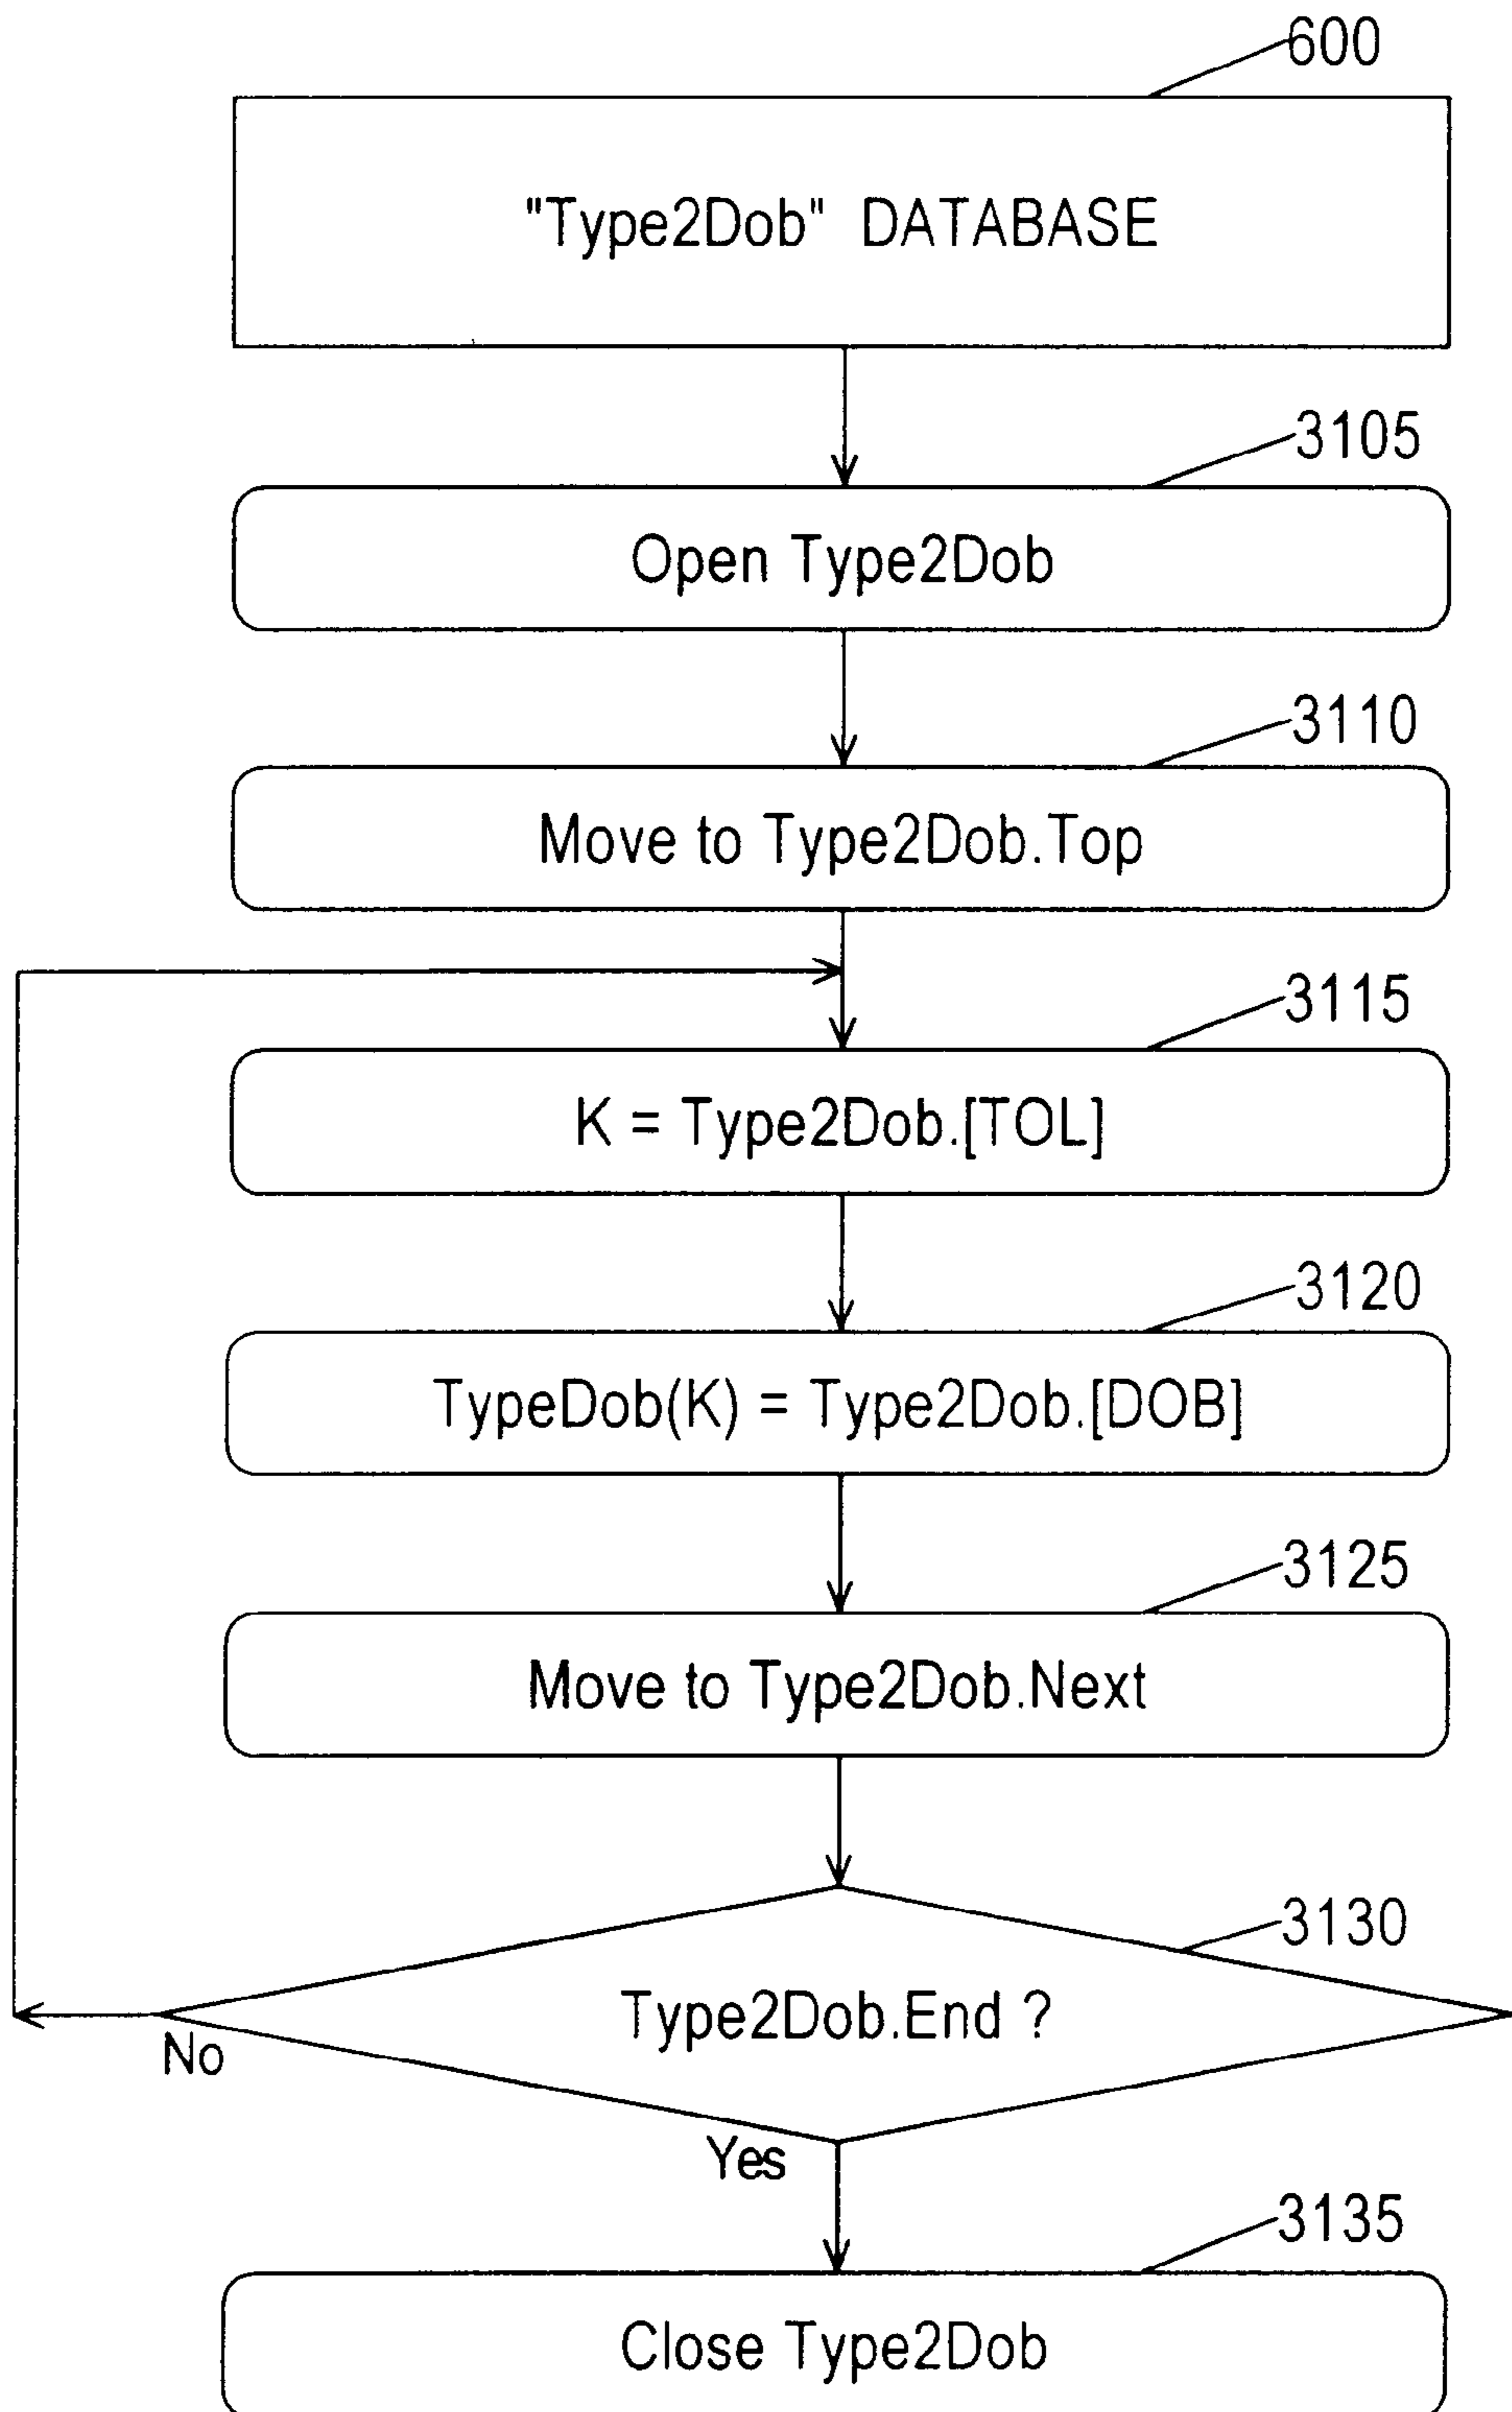 600
"Type2Dob" DATABASE
3105
Open Type2Dob
3110
Move to Type2Dob.Top
3115
K = Type2Dob.[TOL]
3120
TypeDob(K) = Type2Dob.[DOB]
3125
Move to Type2Dob.Next
3130
Type2Dob.End ?
No
Yes
3135
Close Type2Dob